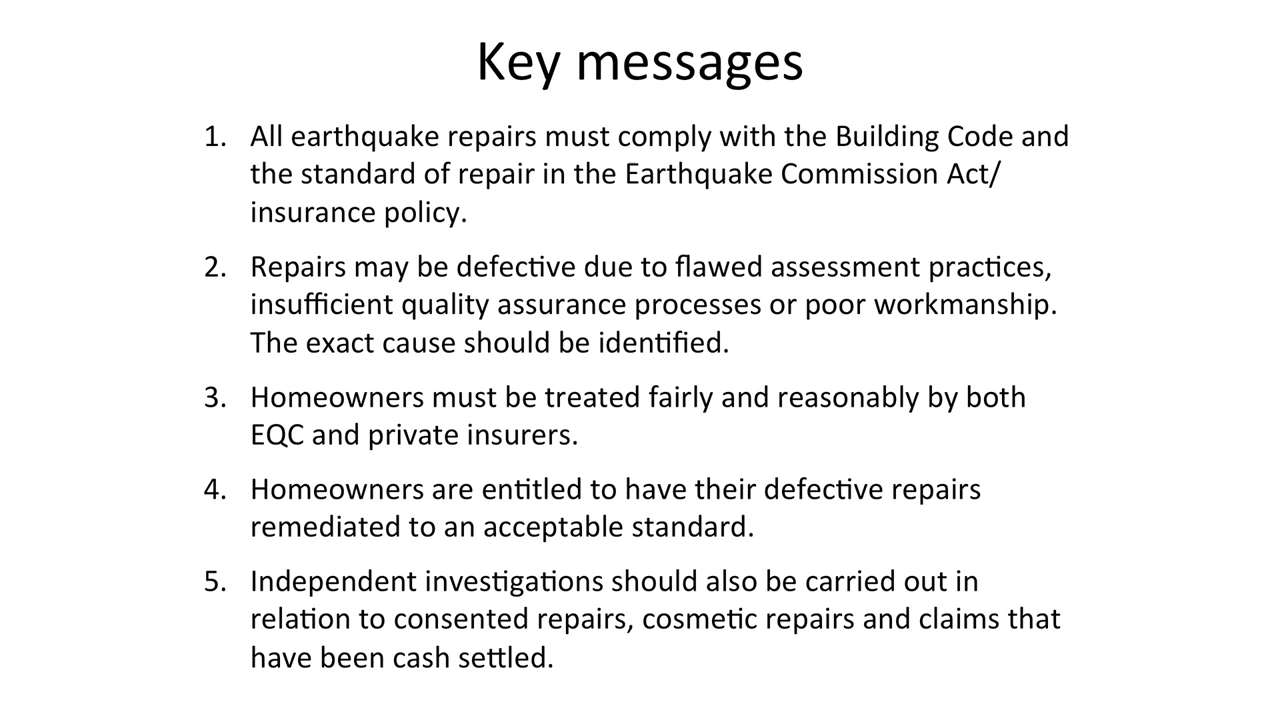 Key messages
1. All earthquake repairs must comply with the Building Code and
the standard of repair in the Earthquake Commission Act/
insurance policy.
2. Repairs may be defective due to flawed assessment practices,
insufficient quality assurance processes or poor workmanship.
The exact cause should be identified.
3. Homeowners must be treated fairly and reasonably by both
EQC and private insurers.
4. Homeowners are entitled to have their defective repairs
remediated to an acceptable standard.
5. Independent investigations should also be carried out in
relation to consented repairs, cosmetic repairs and claims that
have been cash settled.